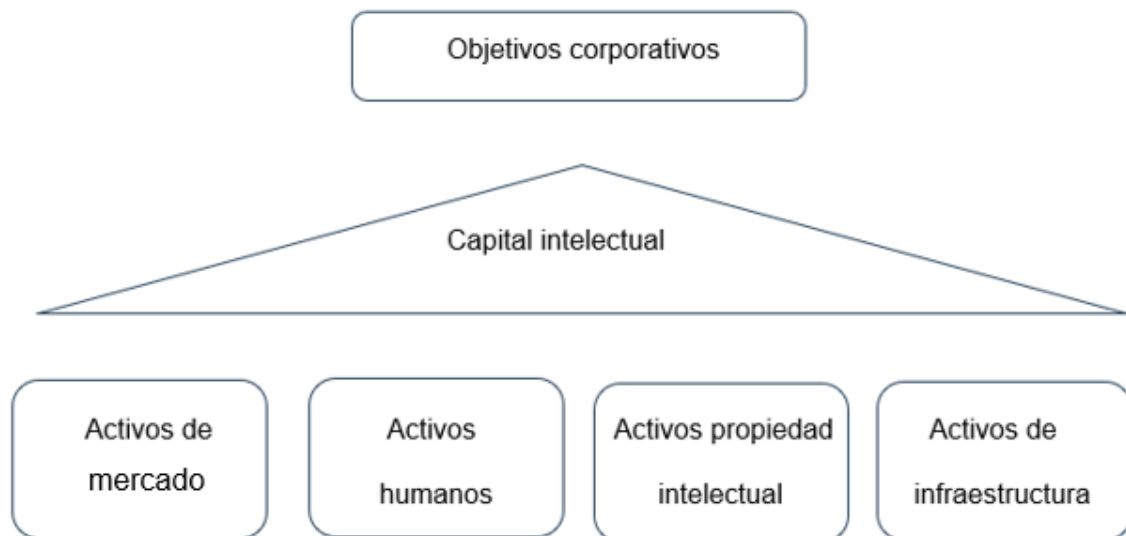 Objetivos corporativos
Capital intelectual
Activos de
mercado
Activos
humanos
Activos propiedad
intelectual
Activos de
infraestructura